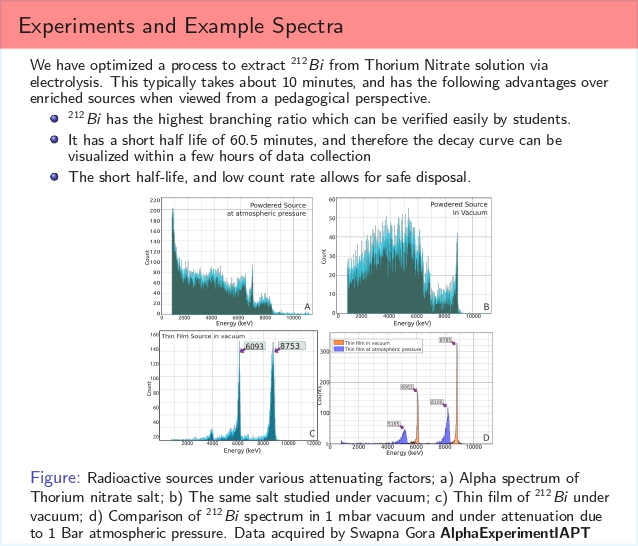 Experiments and Example Spectra
We have optimized a process to extract ²¹²Bi from Thorium Nitrate solution via
electrolysis. This typically takes about 10 minutes, and has the following advantages over
enriched sources when viewed from a pedagogical perspective.
²¹²Bi has the highest branching ratio which can be verified easily by students.
It has a short half life of 60.5 minutes, and therefore the decay curve can be
visualized within a few hours of data collection
The short half-life, and low count rate allows for safe disposal.
Powdered Source
at atmospheric pressure
220
200
180
160
140
120
100
80
60
40
20
0
Count
A
0 2000 4000 6000 8000 10000
Energy (keV)
Powdered Source
In Vacuum
60
50
40
30
20
10
0
Count
B
0 2000 4000 6000 8000 10000
Energy (keV)
Thin Film Source in vacuum
6093
8753
160
140
120
100
80
60
40
20
Count
C
2000 4000 6000 8000 10000 12000
Energy (keV)
Thin film in vacuum
Thin film at atmospheric pressure
8785
6062
8108
300
200
100
0
Counts
D
0 2000 4000 6000 8000 10000
Energy (keV)
Figure: Radioactive sources under various attenuating factors; a) Alpha spectrum of
Thorium nitrate salt; b) The same salt studied under vacuum; c) Thin film of ²¹²Bi under
vacuum; d) Comparison of ²¹²Bi spectrum in 1 mbar vacuum and under attenuation due
to 1 Bar atmospheric pressure. Data acquired by Swapna Gora AlphaExperimentIAPT